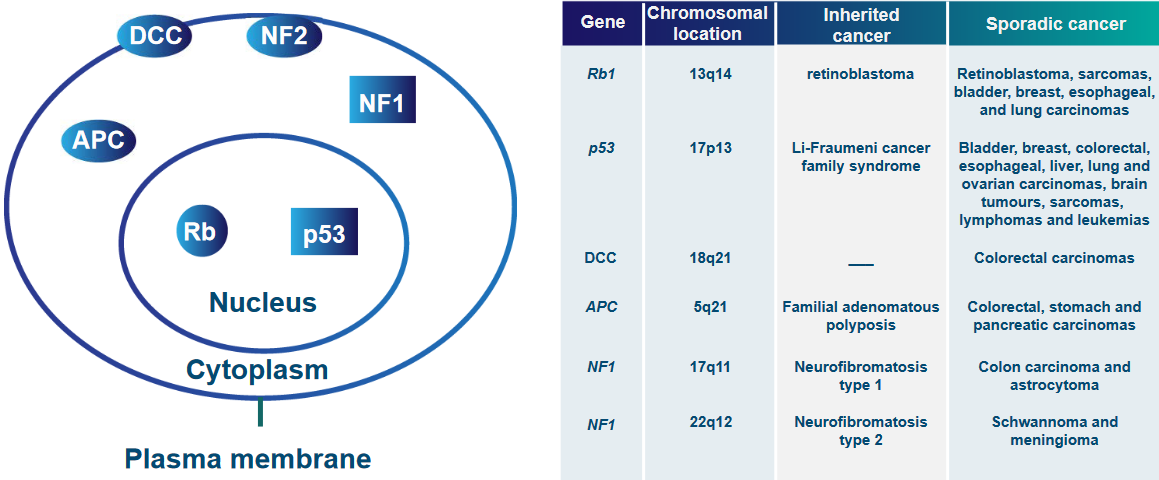 DCC
NF2
NF1
APC
Rb
p53
Nucleus
Cytoplasm
Plasma membrane
Gene
Chromosomal
location
Inherited
cancer
Sporadic cancer
Rb1
13q14
retinoblastoma
Retinoblastoma, sarcomas,
bladder, breast, esophageal,
and lung carcinomas
p53
17p13
Li-Fraumeni cancer
family syndrome
Bladder, breast, colorectal,
esophageal, liver, lung and
ovarian carcinomas, brain
tumours, sarcomas,
lymphomas and leukemias
DCC
18q21
__
Colorectal carcinomas
APC
5q21
Familial adenomatous
polyposis
Colorectal, stomach and
pancreatic carcinomas
NF1
17q11
Neurofibromatosis
type 1
Colon carcinoma and
astrocytoma
NF1
22q12
Neurofibromatosis
type 2
Schwannoma and
meningioma